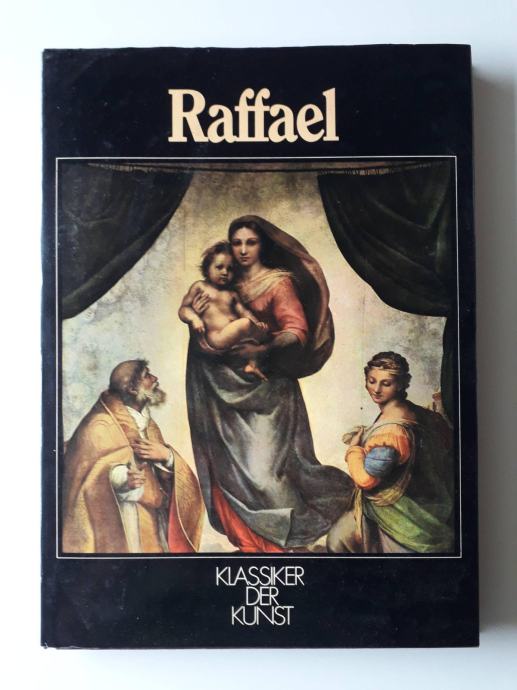 Raffael
KLASSIKER
DER
KUNST